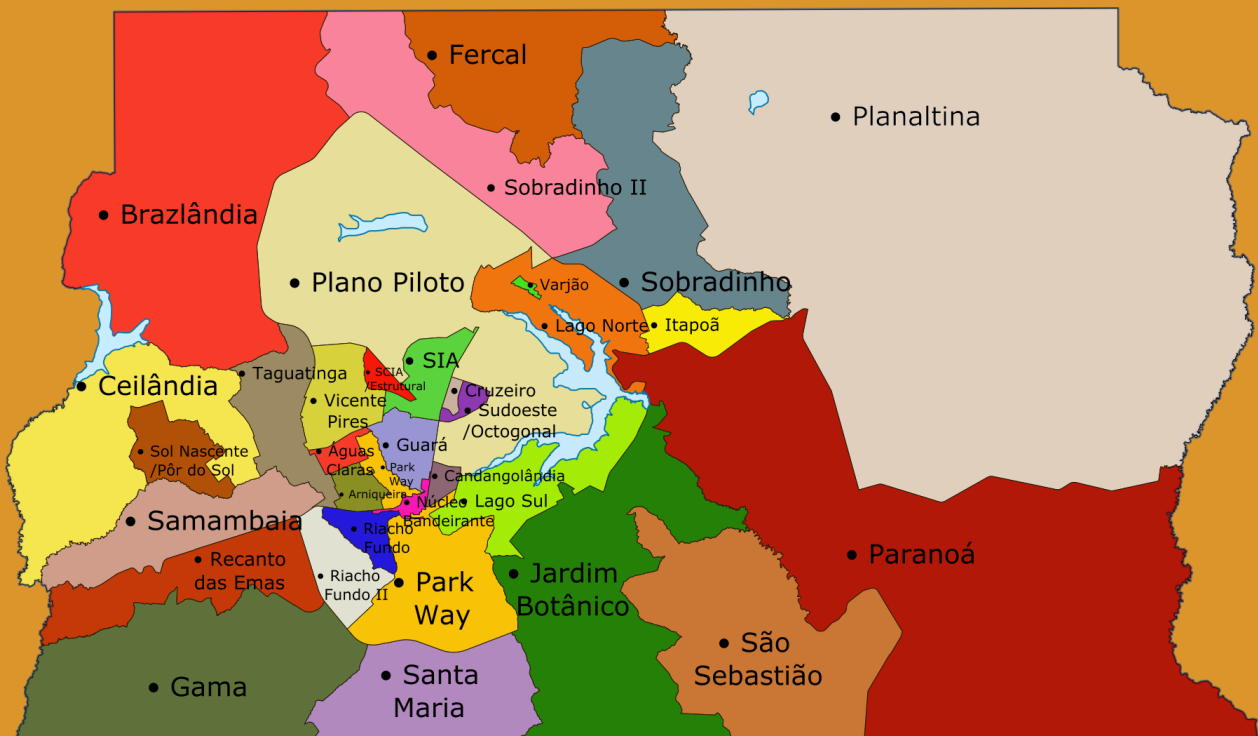 Fercal
Planaltina
Sobradinho II
Brazlândia
Plano Piloto
Sobradinho
Varjão
Lago Norte
Itapoã
SIA
SCIA
/Estrutural
Taguatinga
Ceilândia
Vicente
Pires
Cruzeiro
Sudoeste
/Octogonal
Guará
Águas
Claras
Sol Nascente
/Pôr do Sol
Park
Way
Candangolândia
Arniqueira
Núcleo
Bandeirante
Lago Sul
Samambaia
Riacho
Fundo
Recanto
das Emas
Riacho
Fundo II
Park
Way
Jardim
Botânico
Paranoá
São
Sebastião
Gama
Santa
Maria